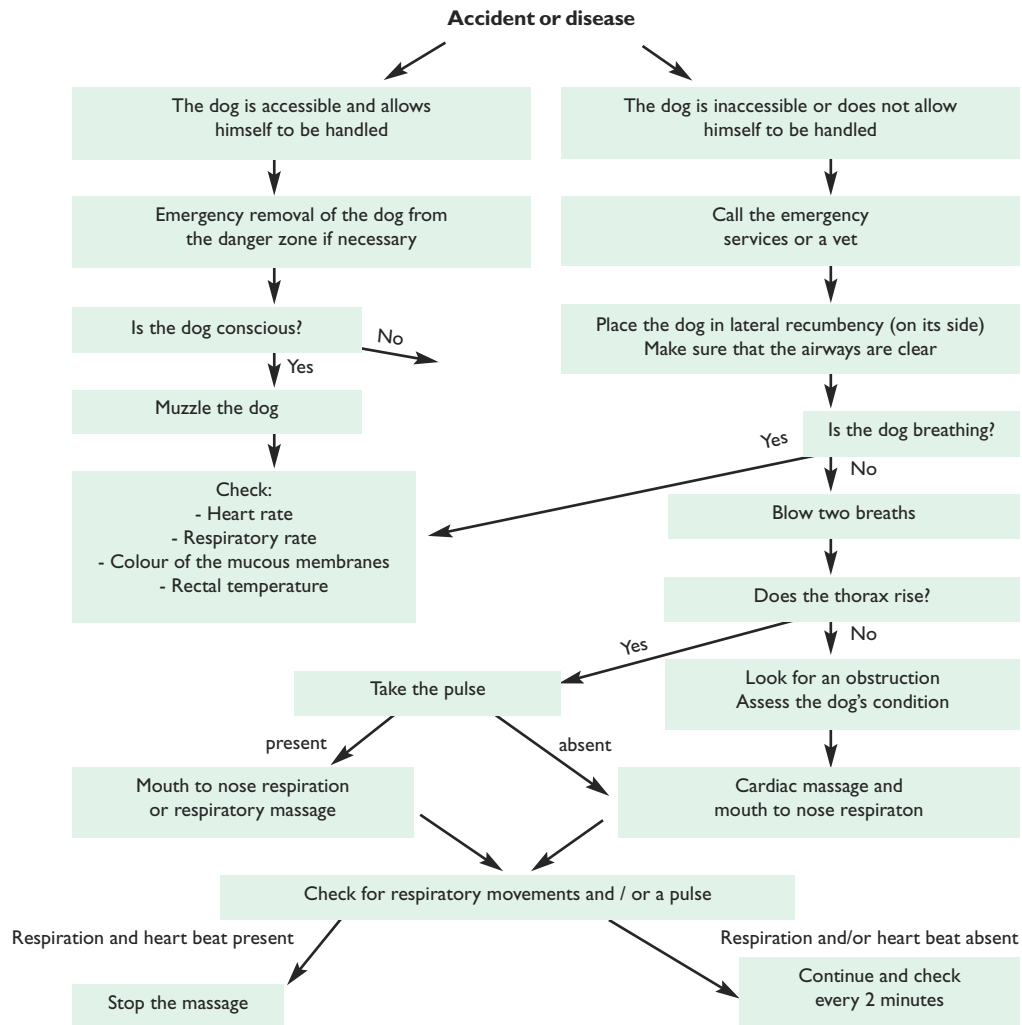 Accident or disease
The dog is accessible and allows
himself to be handled
The dog is inaccessible or does not allow
himself to be handled
Emergency removal of the dog from
the danger zone if necessary
Call the emergency
services or a vet
Is the dog conscious?
No
Yes
Place the dog in lateral recumbency (on its side)
Make sure that the airways are clear
Muzzle the dog
Is the dog breathing?
Yes
No
Check:
- Heart rate
- Respiratory rate
- Colour of the mucous membranes
- Rectal temperature
Blow two breaths
Does the thorax rise?
Yes
No
Take the pulse
Look for an obstruction
Assess the dog's condition
present
absent
Mouth to nose respiration
or respiratory massage
Cardiac massage and
mouth to nose respiraton
Check for respiratory movements and / or a pulse
Respiration and heart beat present
Respiration and/or heart beat absent
Stop the massage
Continue and check
every 2 minutes